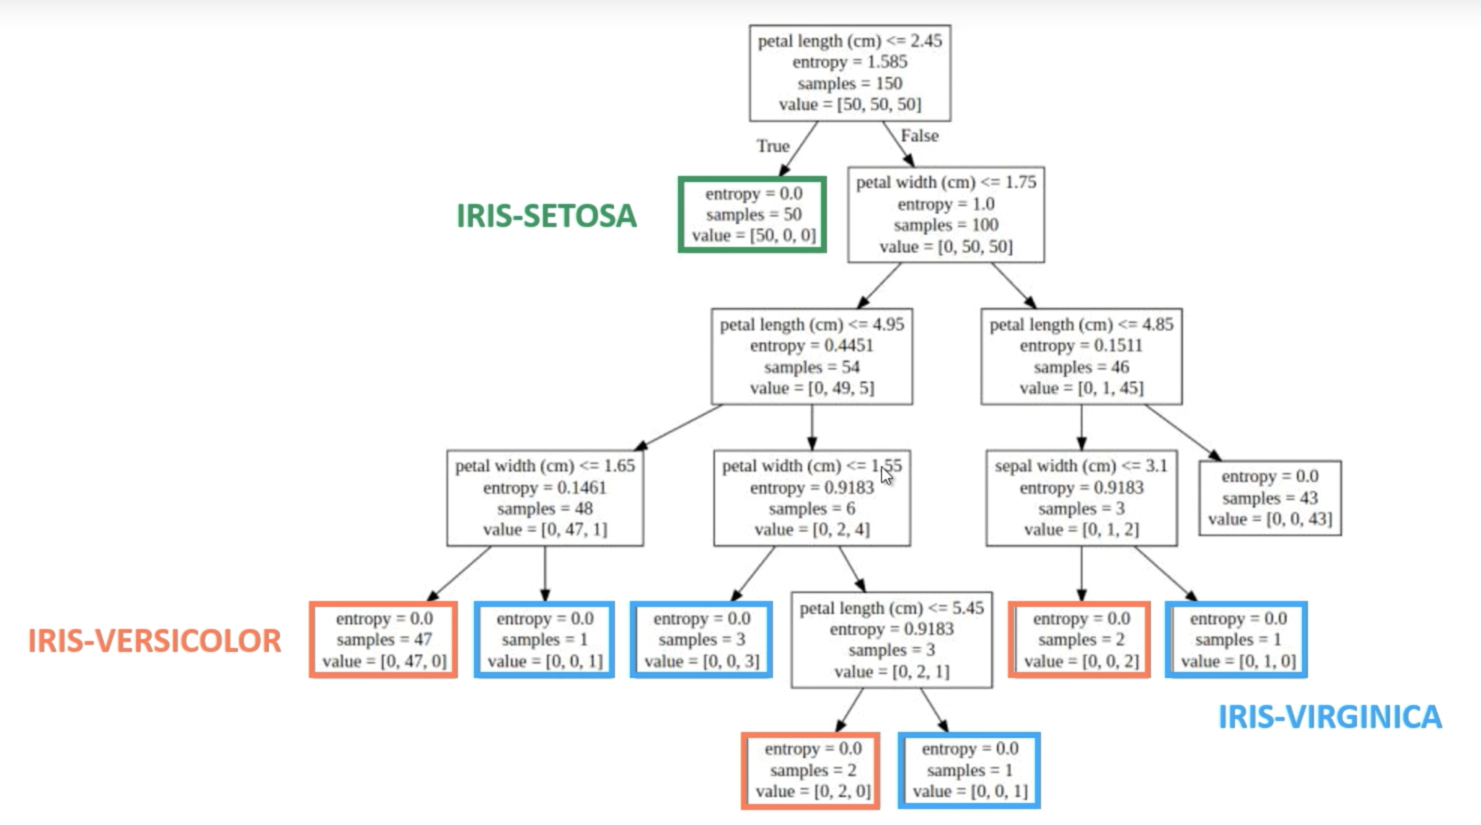 petal length (cm) <= 2.45
entropy = 1.585
samples = 150
value = [50, 50, 50]
True
False
IRIS-SETOSA
entropy = 0.0
samples = 50
value = [50, 0, 0]
petal width (cm) <= 1.75
entropy = 1.0
samples = 100
value = [0, 50, 50]
petal length (cm) <= 4.95
entropy = 0.4451
samples = 54
value = [0, 49, 5]
petal length (cm) <= 4.85
entropy = 0.1511
samples = 46
value = [0, 1, 45]
petal width (cm) <= 1.65
entropy = 0.1461
samples = 48
value = [0, 47, 1]
petal width (cm) <= 1.55
entropy = 0.9183
samples = 6
value = [0, 2, 4]
sepal width (cm) <= 3.1
entropy = 0.9183
samples = 3
value = [0, 1, 2]
entropy = 0.0
samples = 43
value = [0, 0, 43]
IRIS-VERSICOLOR
entropy = 0.0
samples = 47
value = [0, 47, 0]
entropy = 0.0
samples = 1
value = [0, 0, 1]
entropy = 0.0
samples = 3
value = [0, 0, 3]
petal length (cm) <= 5.45
entropy = 0.9183
samples = 3
value = [0, 2, 1]
entropy = 0.0
samples = 2
value = [0, 0, 2]
entropy = 0.0
samples = 1
value = [0, 1, 0]
IRIS-VIRGINICA
entropy = 0.0
samples = 2
value = [0, 2, 0]
entropy = 0.0
samples = 1
value = [0, 0, 1]